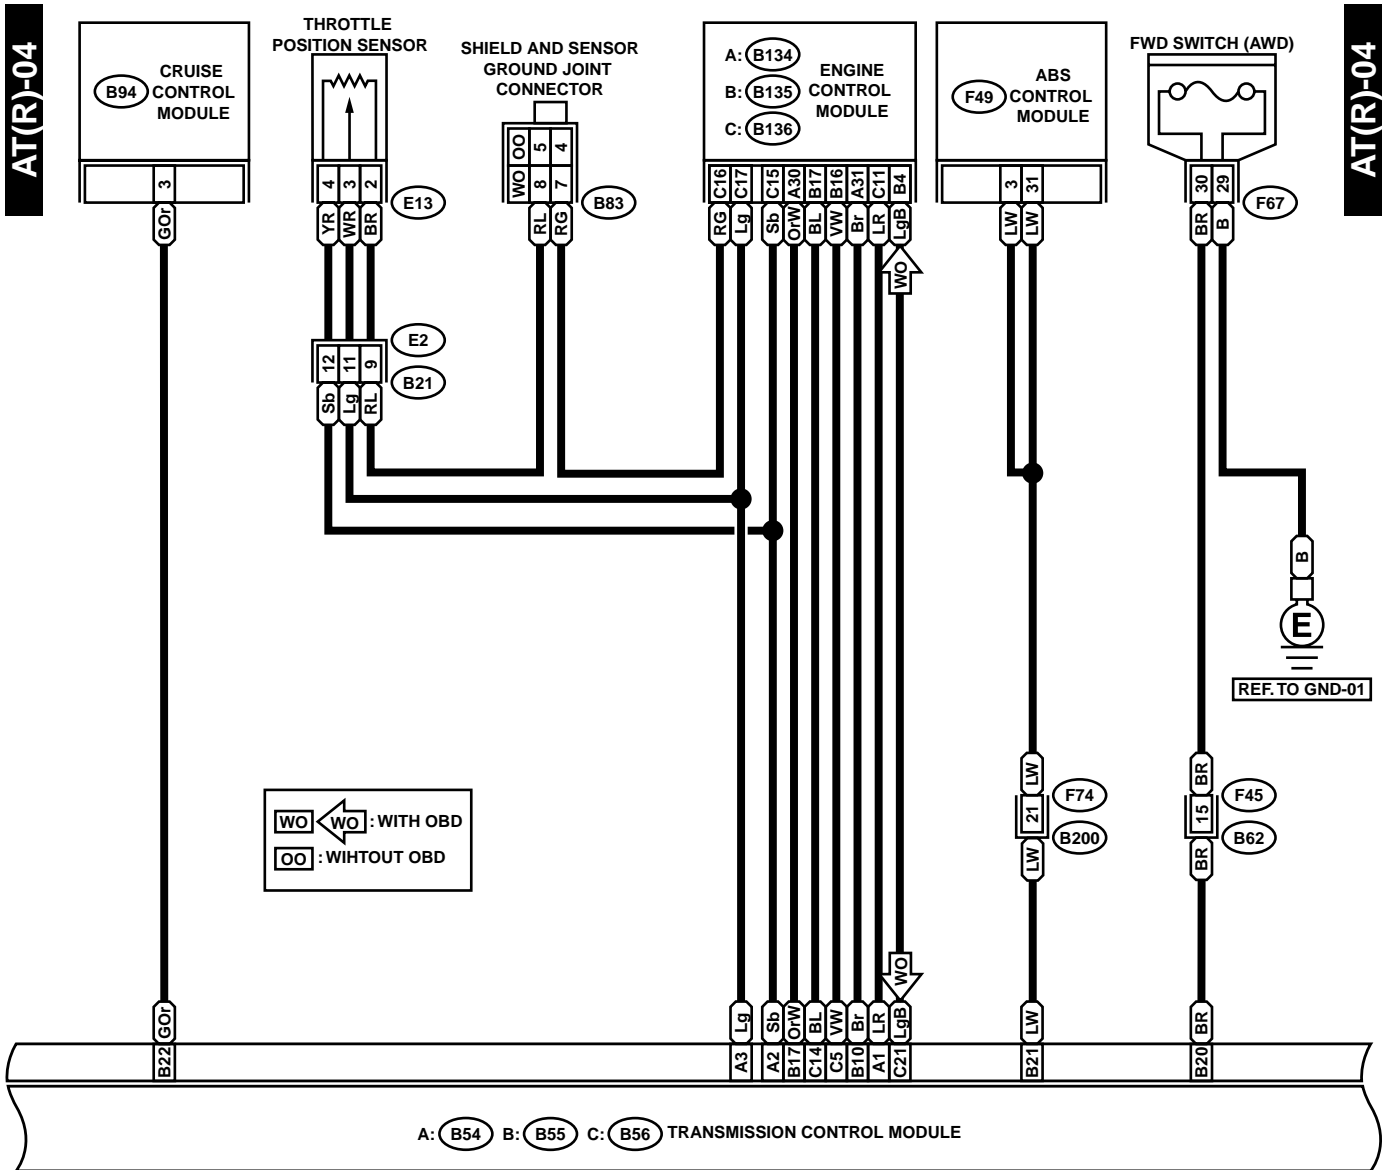 AT(R)-04
AT(R)-04
THROTTLE
POSITION SENSOR
SHIELD AND SENSOR
GROUND JOINT
CONNECTOR
FWD SWITCH (AWD)
B94
CRUISE
CONTROL
MODULE
A: B134
B: B135
C: B136
ENGINE
CONTROL
MODULE
F49
ABS
CONTROL
MODULE
OO 5 4
WO 8 7
B83
3
4 3 2
E13
C16 C17 C15 A30 B17 B16 A31 C11 B4
3 31
30 29
F67
GOr
YR WR BR
RL RG
RG Lg Sb OrW BL VW Br LR LgB
LW LW
BR B
WO
E2
12 11 9
B21
Sb Lg RL
B
E
REF. TO GND-01
LW
21
F74
B200
LW
BR
15
F45
B62
BR
WO WO : WITH OBD
OO : WIHTOUT OBD
WO
GOr
Lg Sb OrW BL VW Br LR LgB
LW
BR
B22
A3 A2 B17 C14 C5 B10 A1 C21
B21
B20
A: B54 B: B55 C: B56 TRANSMISSION CONTROL MODULE